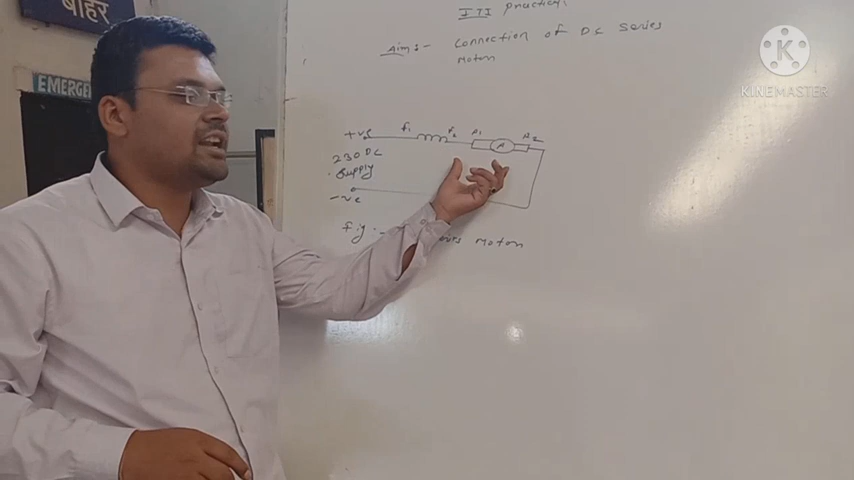 बाहर
EMERGE
ITI practical
Aim:- Connection of DC series
Motor
KINEMASTER
+ve F1 F2 A1 A2
A
230 DC
supply
-ve
fig:- Motor